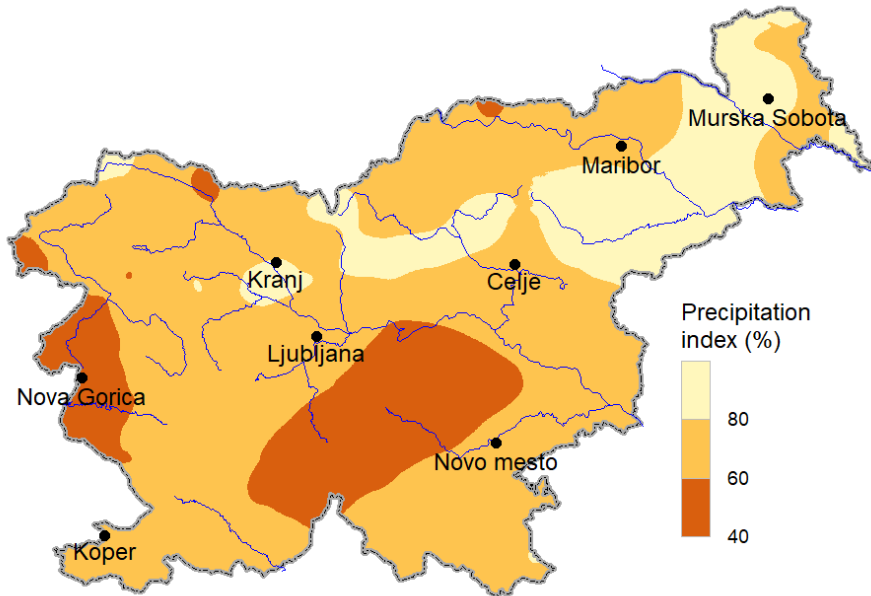 Murska Sobota
Maribor
Kranj
Celje
Precipitation
index (%)
Ljubljana
80
Nova Gorica
60
Novo mesto
40
Koper